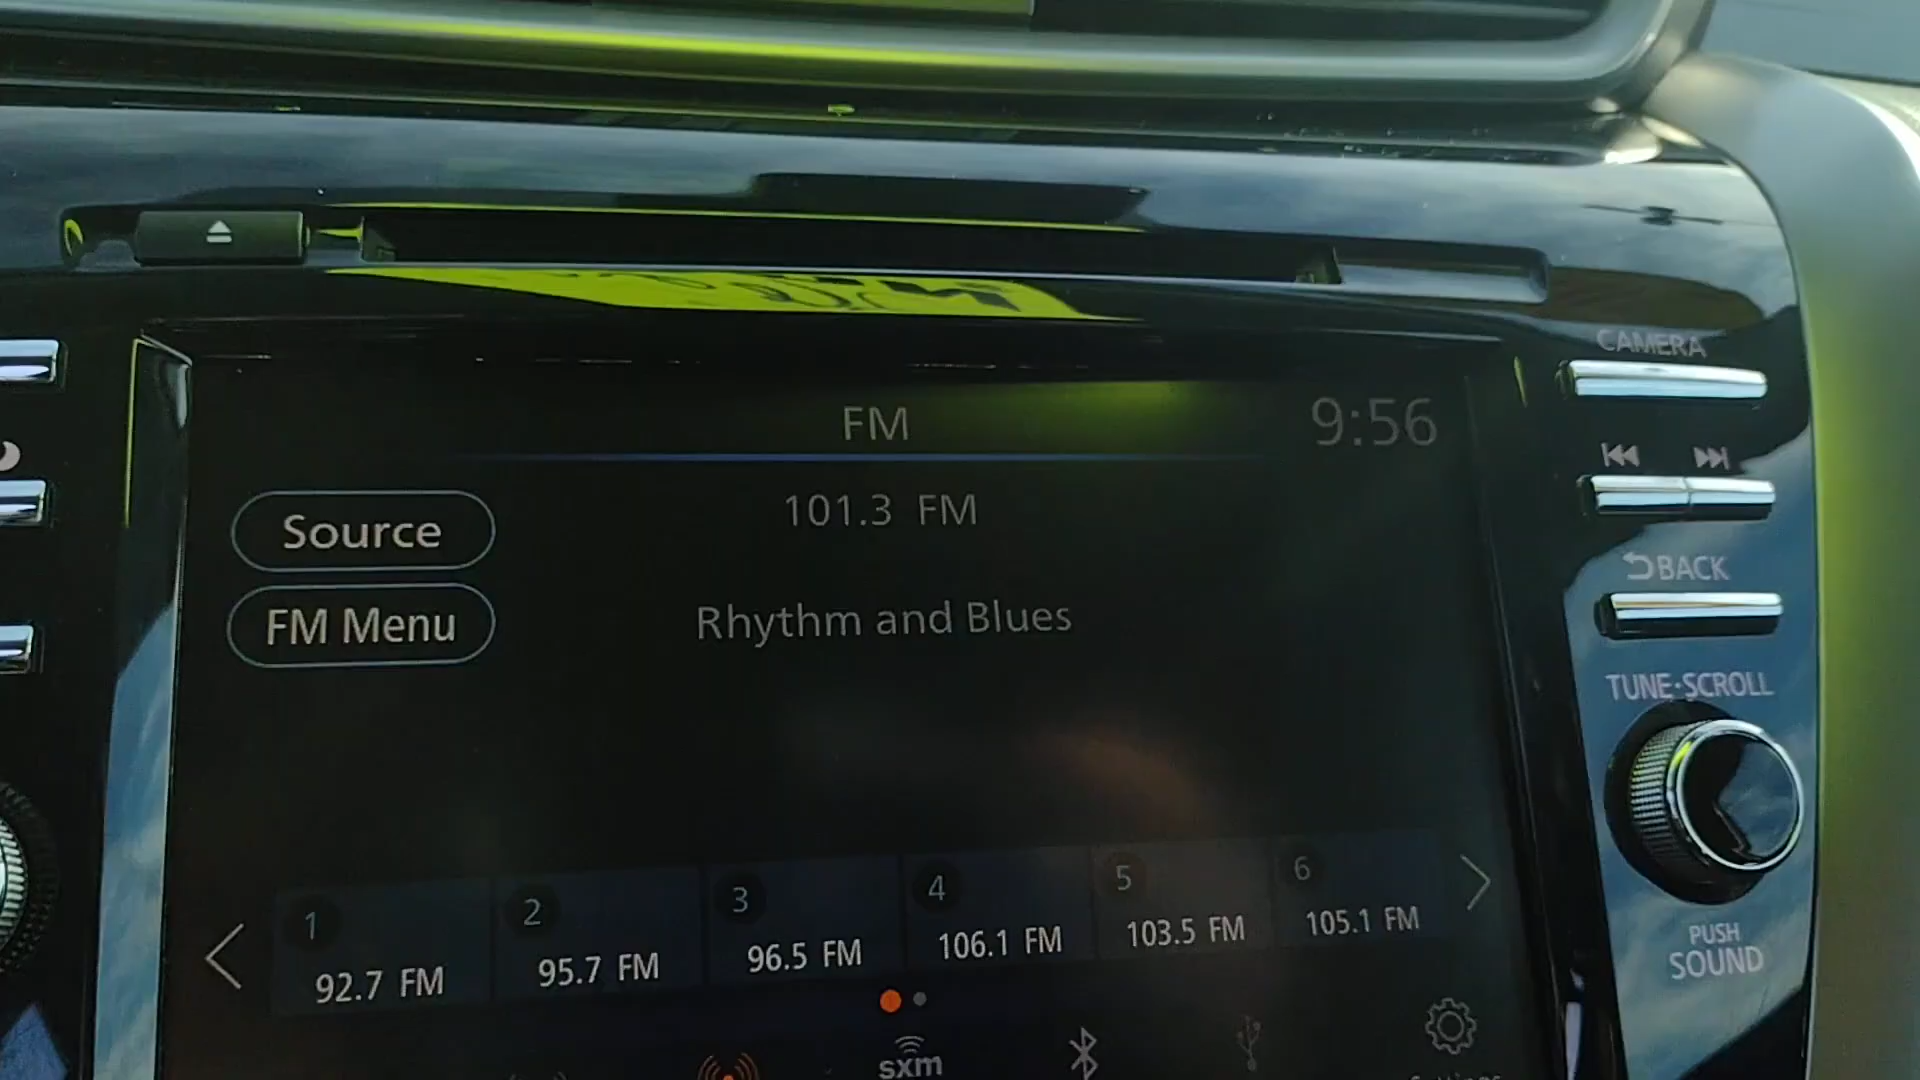 CAMERA
FM
9:56
101.3 FM
Source
BACK
FM Menu
Rhythm and Blues
TUNE·SCROLL
1
2
3
4
5
6
92.7 FM
95.7 FM
96.5 FM
106.1 FM
103.5 FM
105.1 FM
PUSH
SOUND
sxm